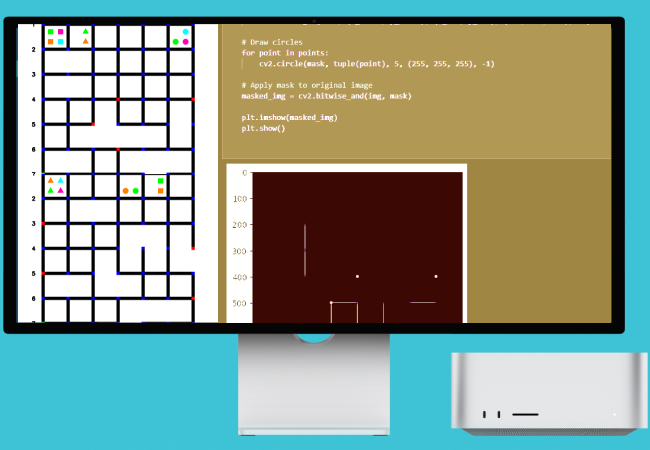 1
2
3
4
5
6
7
2
3
4
5
6
# Draw circles
for point in points:
cv2.circle(mask, tuple(point), 5, (255, 255, 255), -1)
# Apply mask to original image
masked_img = cv2.bitwise_and(img, mask)
plt.imshow(masked_img)
plt.show()
0
100
200
300
400
500